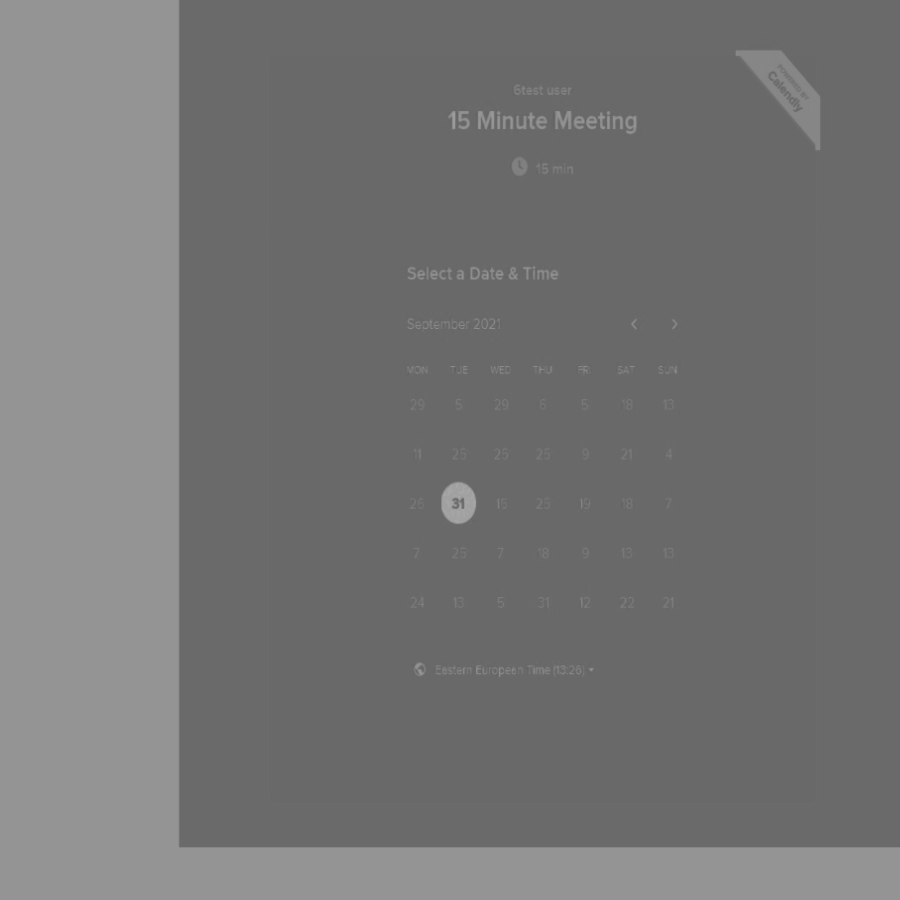 6test user
15 Minute Meeting
15 min
POWERED BY
Calendly
Select a Date & Time
September 2021
MON TUE WED THU FRI SAT SUN
29 5 29 6 5 18 13
11 25 25 25 9 21 4
26 31 15 25 19 18 7
7 25 7 18 9 13 13
24 13 5 31 12 22 21
Eastern European Time (13:26)